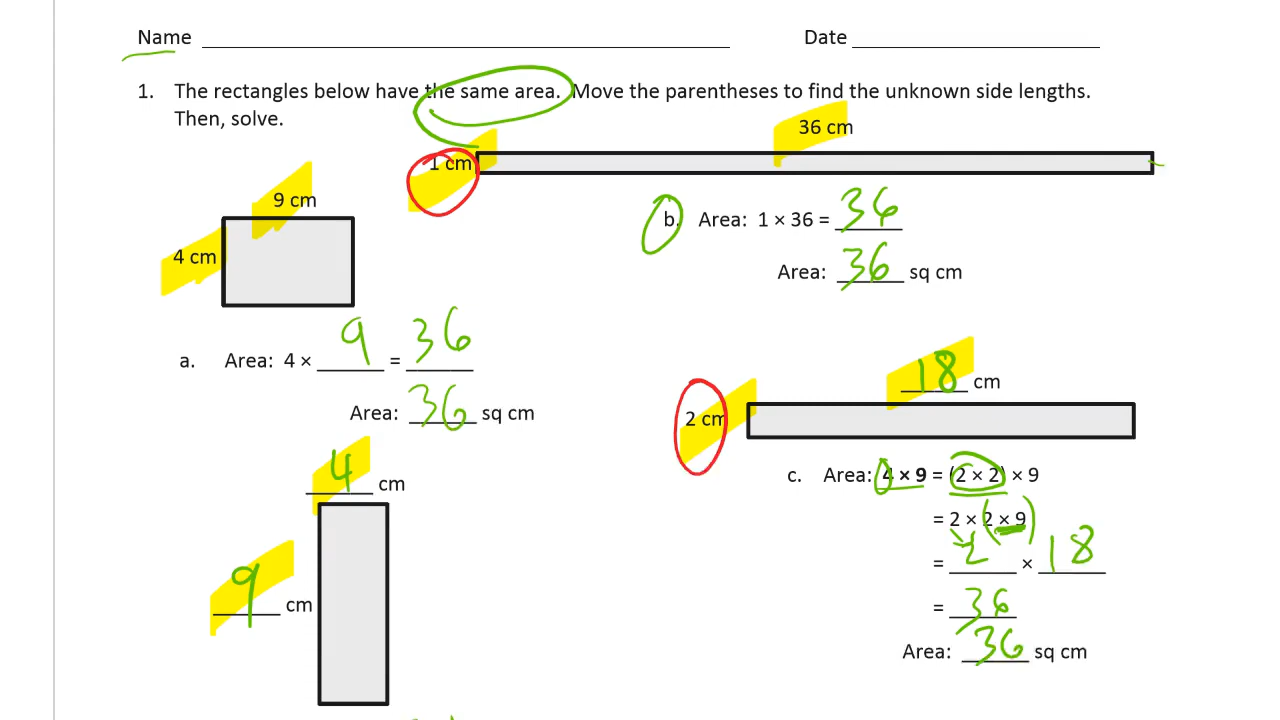 Name ____ Date ____
1. The rectangles below have the same area. Move the parentheses to find the unknown side lengths.
Then, solve.
36 cm
1 cm
9 cm
4 cm
b. Area: 1 × 36 = 36
Area: 36 sq cm
a. Area: 4 × 9 = 36
Area: 36 sq cm
18 cm
2 cm
c. Area: 4 × 9 = (2 × 2) × 9
= 2 × (2 × 9)
= 2 × 18
= 36
Area: 36 sq cm
4 cm
9 cm